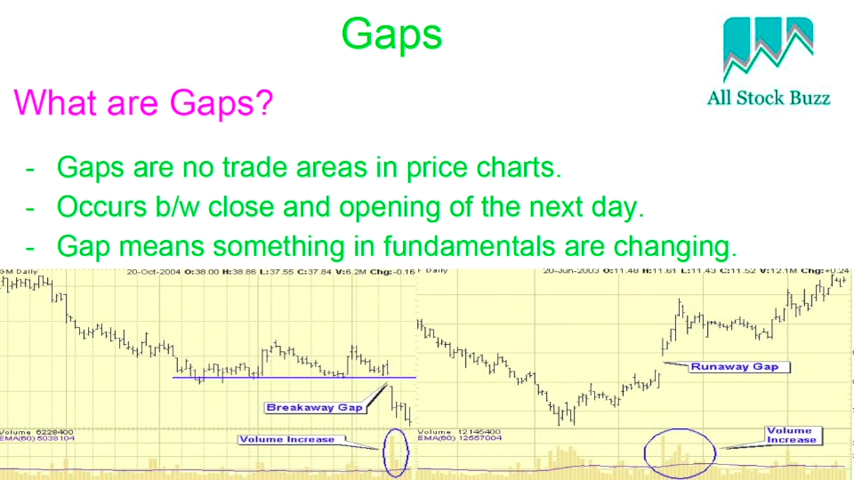 Gaps
All Stock Buzz
What are Gaps?
- Gaps are no trade areas in price charts.
- Occurs b/w close and opening of the next day.
- Gap means something in fundamentals are changing.
GM Daily 20-Oct-2004 O:38.00 H:38.86 L:37.55 C:37.84 V:6.2M Chg:-0.16
F Daily 20-Jun-2003 O:11.48 H:11.61 L:11.43 C:11.52 V:12.1M Chg:+0.24
Runaway Gap
Breakaway Gap
Volume 6228400
EMA(60) 5038104
Volume Increase
Volume 12145400
EMA(60) 12657004
Volume
Increase